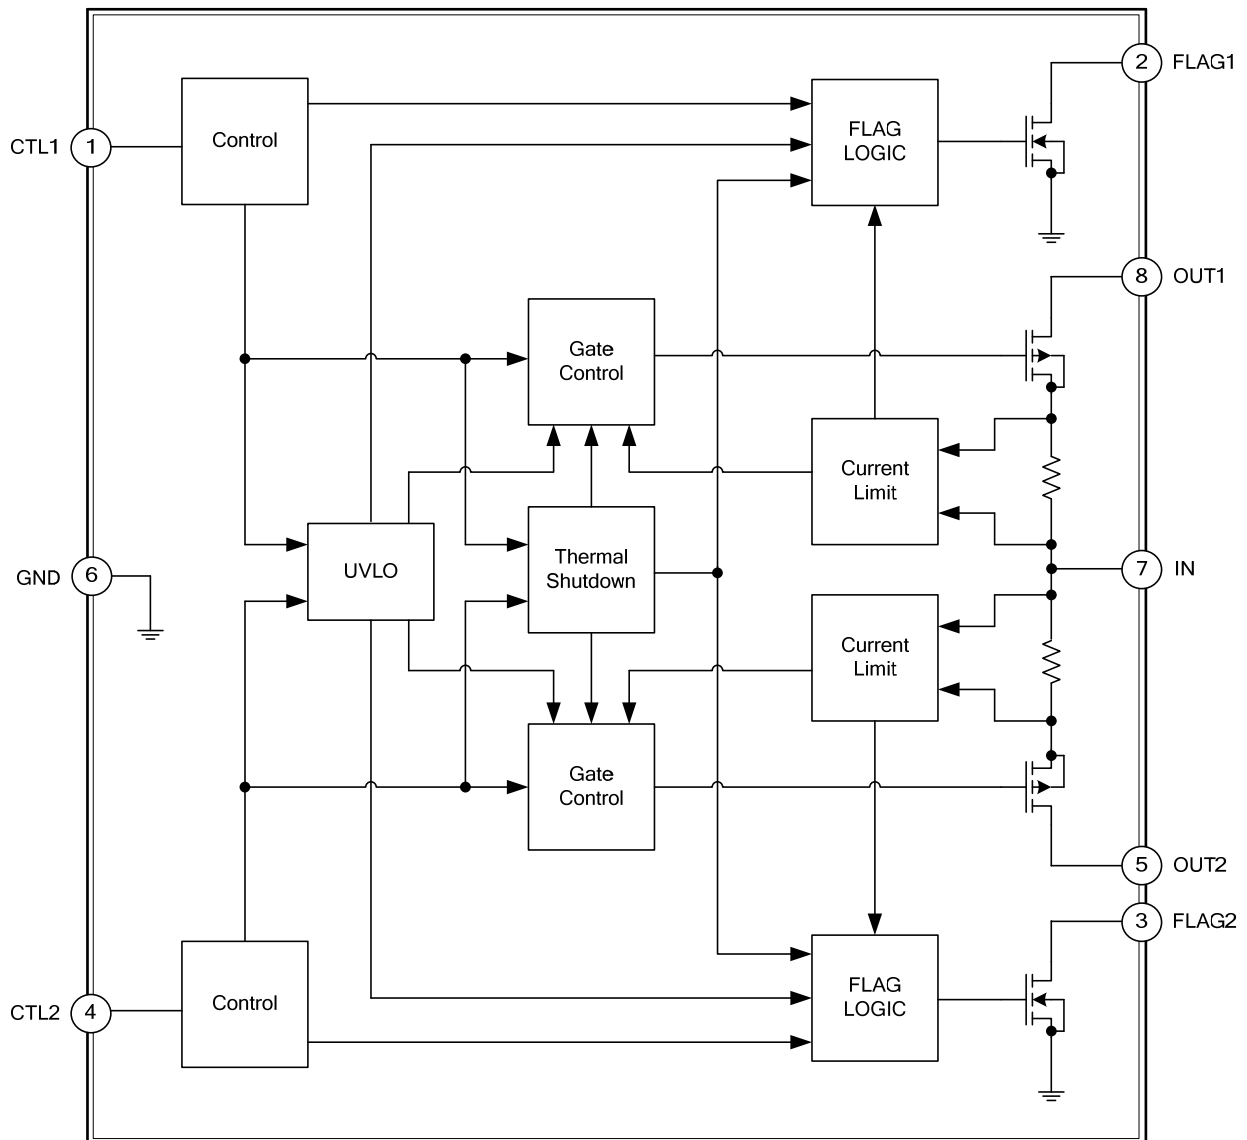 2 FLAG1
Control
FLAG
LOGIC
CTL1 1
8 OUT1
Gate
Control
Current
Limit
UVLO
Thermal
Shutdown
GND 6
7 IN
Current
Limit
Gate
Control
5 OUT2
3 FLAG2
Control
FLAG
LOGIC
CTL2 4